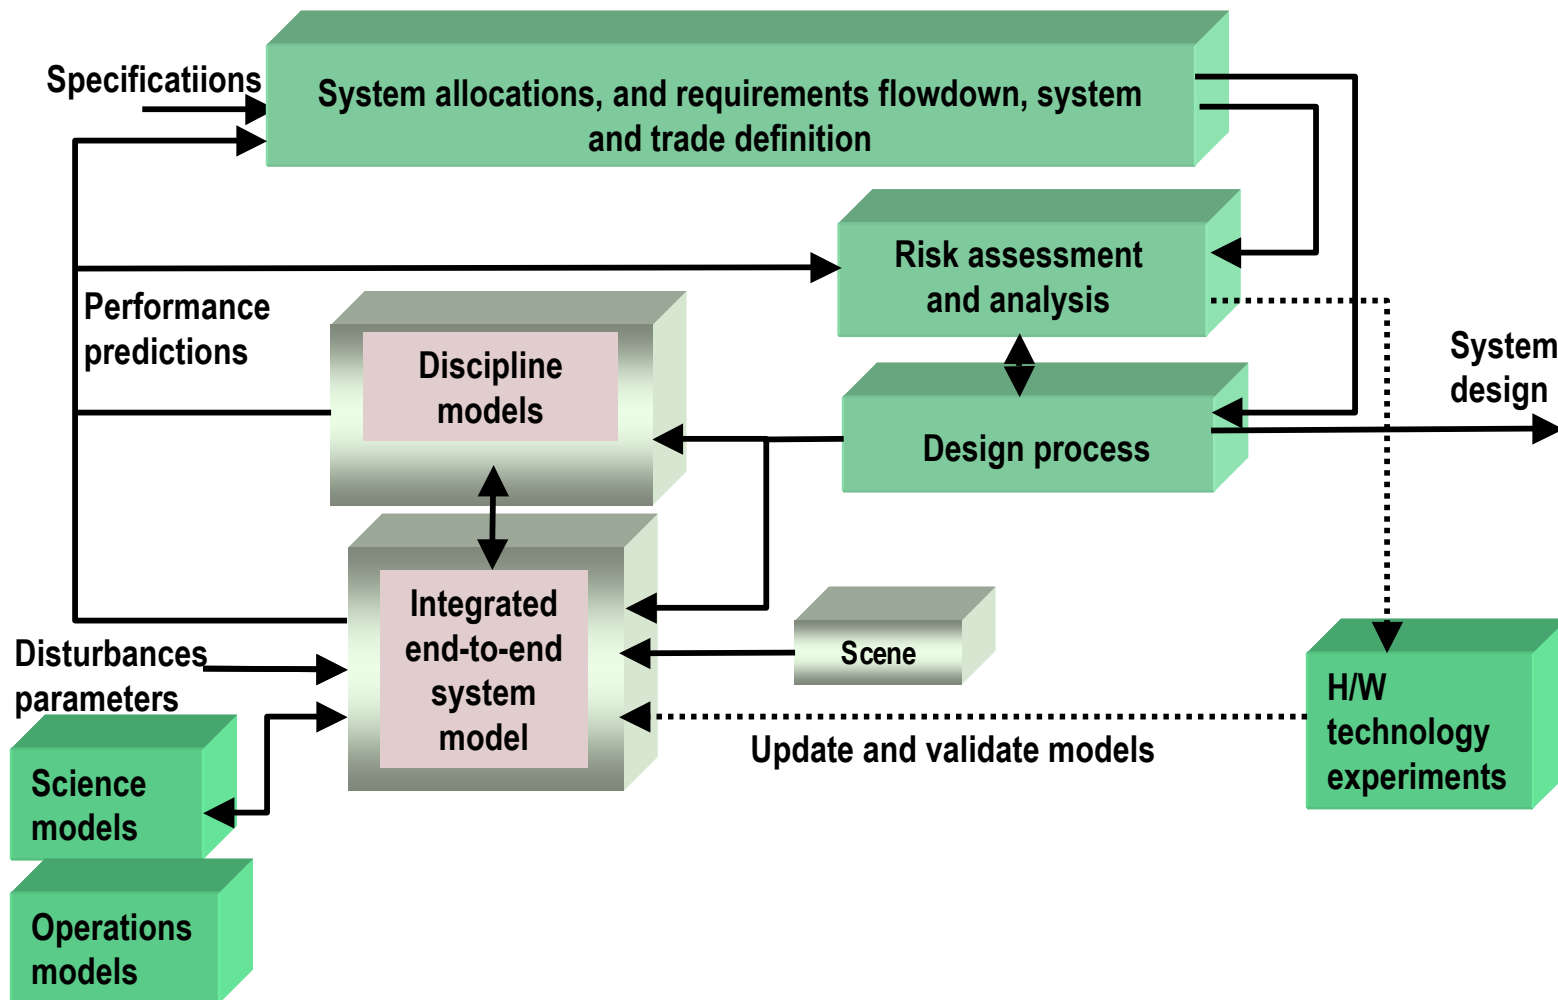 Specificatiions
System allocations, and requirements flowdown, system
and trade definition
Risk assessment
and analysis
Performance
predictions
Discipline
models
System
design
Design process
Integrated
end-to-end
system
model
Scene
Disturbances
parameters
H/W
technology
experiments
Update and validate models
Science
models
Operations
models